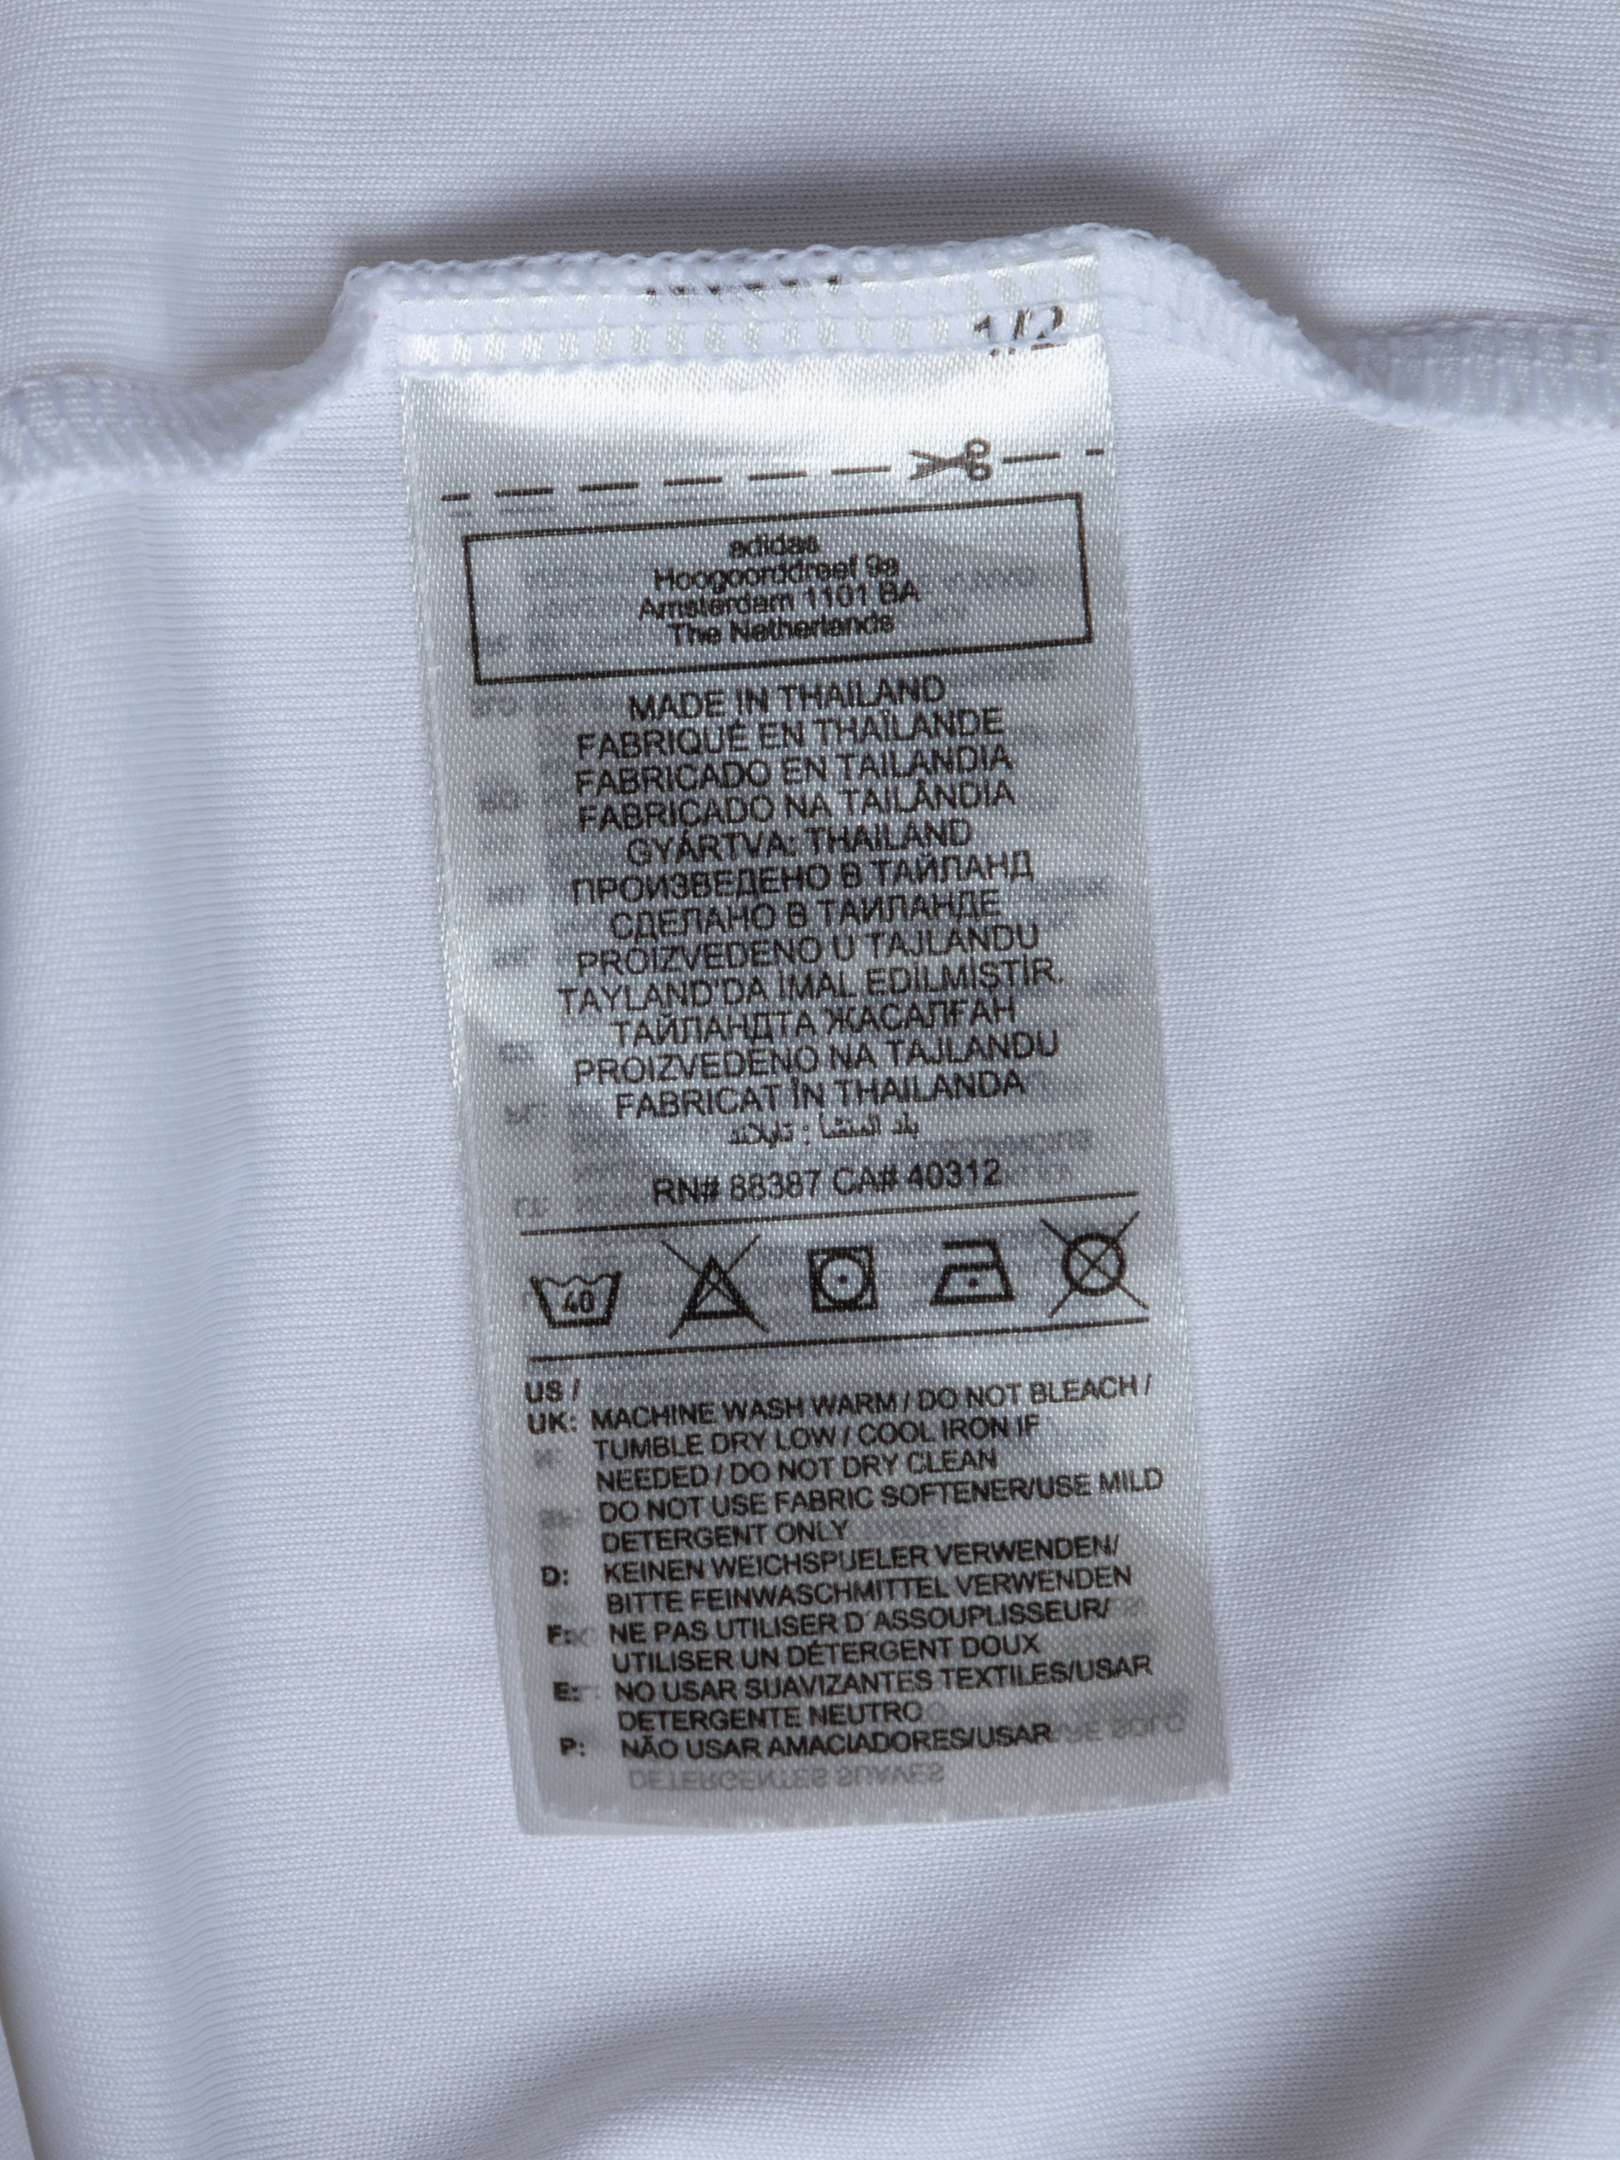 1/2
adidas
Hoogoorddreef 9a
Amsterdam 1101 BA
The Netherlands
MADE IN THAILAND
FABRIQUÉ EN THAÏLANDE
FABRICADO EN TAILANDIA
FABRICADO NA TAILÂNDIA
GYÁRTVA: THAILAND
ПРОИЗВЕДЕНО В ТАЙЛАНД
СДЕЛАНО В ТАИЛАНДЕ
PROIZVEDENO U TAJLANDU
TAYLAND'DA İMAL EDİLMİŞTİR.
ТАЙЛАНДТА ЖАСАЛҒАН
PROIZVEDENO NA TAJLANDU
FABRICAT ÎN THAILANDA
بلد المنشأ : تايلاند
RN# 88387 CA# 40312
40
US /
UK: MACHINE WASH WARM / DO NOT BLEACH /
TUMBLE DRY LOW / COOL IRON IF
NEEDED / DO NOT DRY CLEAN
DO NOT USE FABRIC SOFTENER/USE MILD
DETERGENT ONLY
D: KEINEN WEICHSPUELER VERWENDEN/
BITTE FEINWASCHMITTEL VERWENDEN
F: NE PAS UTILISER D´ASSOUPLISSEUR/
UTILISER UN DÉTERGENT DOUX
E: NO USAR SUAVIZANTES TEXTILES/USAR
DETERGENTE NEUTRO
P: NÃO USAR AMACIADORES/USAR
DETERGENTES SUAVES